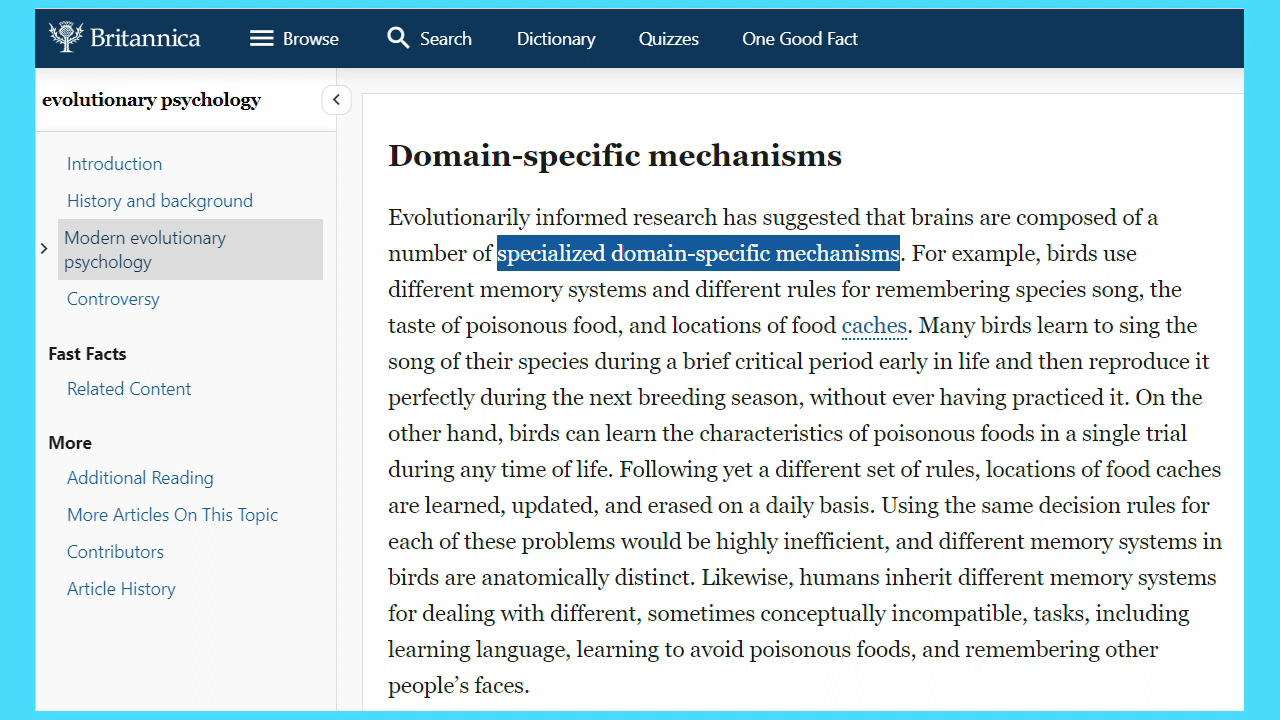 Britannica
Browse
Search
Dictionary
Quizzes
One Good Fact
evolutionary psychology
Introduction
History and background
Modern evolutionary
psychology
Controversy
Fast Facts
Related Content
More
Additional Reading
More Articles On This Topic
Contributors
Article History
Domain-specific mechanisms
Evolutionarily informed research has suggested that brains are composed of a
number of specialized domain-specific mechanisms. For example, birds use
different memory systems and different rules for remembering species song, the
taste of poisonous food, and locations of food caches. Many birds learn to sing the
song of their species during a brief critical period early in life and then reproduce it
perfectly during the next breeding season, without ever having practiced it. On the
other hand, birds can learn the characteristics of poisonous foods in a single trial
during any time of life. Following yet a different set of rules, locations of food caches
are learned, updated, and erased on a daily basis. Using the same decision rules for
each of these problems would be highly inefficient, and different memory systems in
birds are anatomically distinct. Likewise, humans inherit different memory systems
for dealing with different, sometimes conceptually incompatible, tasks, including
learning language, learning to avoid poisonous foods, and remembering other
people’s faces.